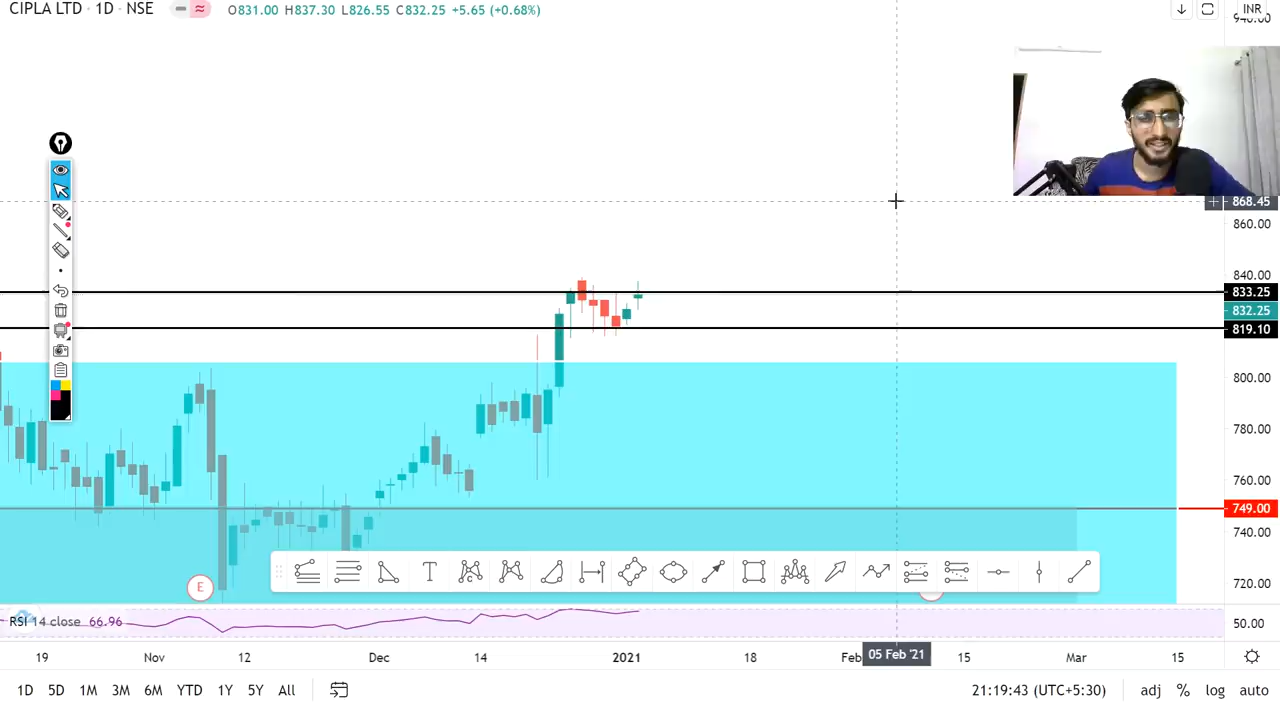 CIPLA LTD · 1D · NSE
O831.00 H837.30 L826.55 C832.25 +5.65 (+0.68%)
INR
940.00
868.45
860.00
840.00
833.25
832.25
819.10
800.00
780.00
760.00
749.00
740.00
720.00
T
E
RSI 14 close 66.96
50.00
19 Nov 12 Dec 14 2021 18 Feb 05 Feb '21 15 Mar 15
1D 5D 1M 3M 6M YTD 1Y 5Y All
21:19:43 (UTC+5:30) adj % log auto